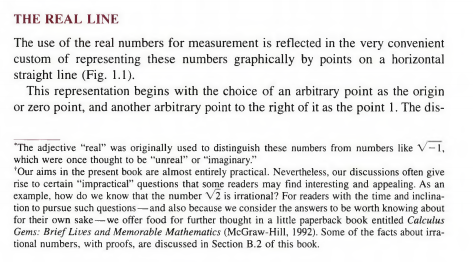 THE REAL LINE
The use of the real numbers for measurement is reflected in the very convenient
custom of representing these numbers graphically by points on a horizontal
straight line (Fig. 1.1).
This representation begins with the choice of an arbitrary point as the origin
or zero point, and another arbitrary point to the right of it as the point 1. The dis-
*The adjective “real” was originally used to distinguish these numbers from numbers like √−1,
which were once thought to be “unreal” or “imaginary.”
†Our aims in the present book are almost entirely practical. Nevertheless, our discussions often give
rise to certain “impractical” questions that some readers may find interesting and appealing. As an
example, how do we know that the number √2 is irrational? For readers with the time and inclina-
tion to pursue such questions—and also because we consider the answers to be worth knowing about
for their own sake—we offer food for further thought in a little paperback book entitled Calculus
Gems: Brief Lives and Memorable Mathematics (McGraw-Hill, 1992). Some of the facts about irra-
tional numbers, with proofs, are discussed in Section B.2 of this book.